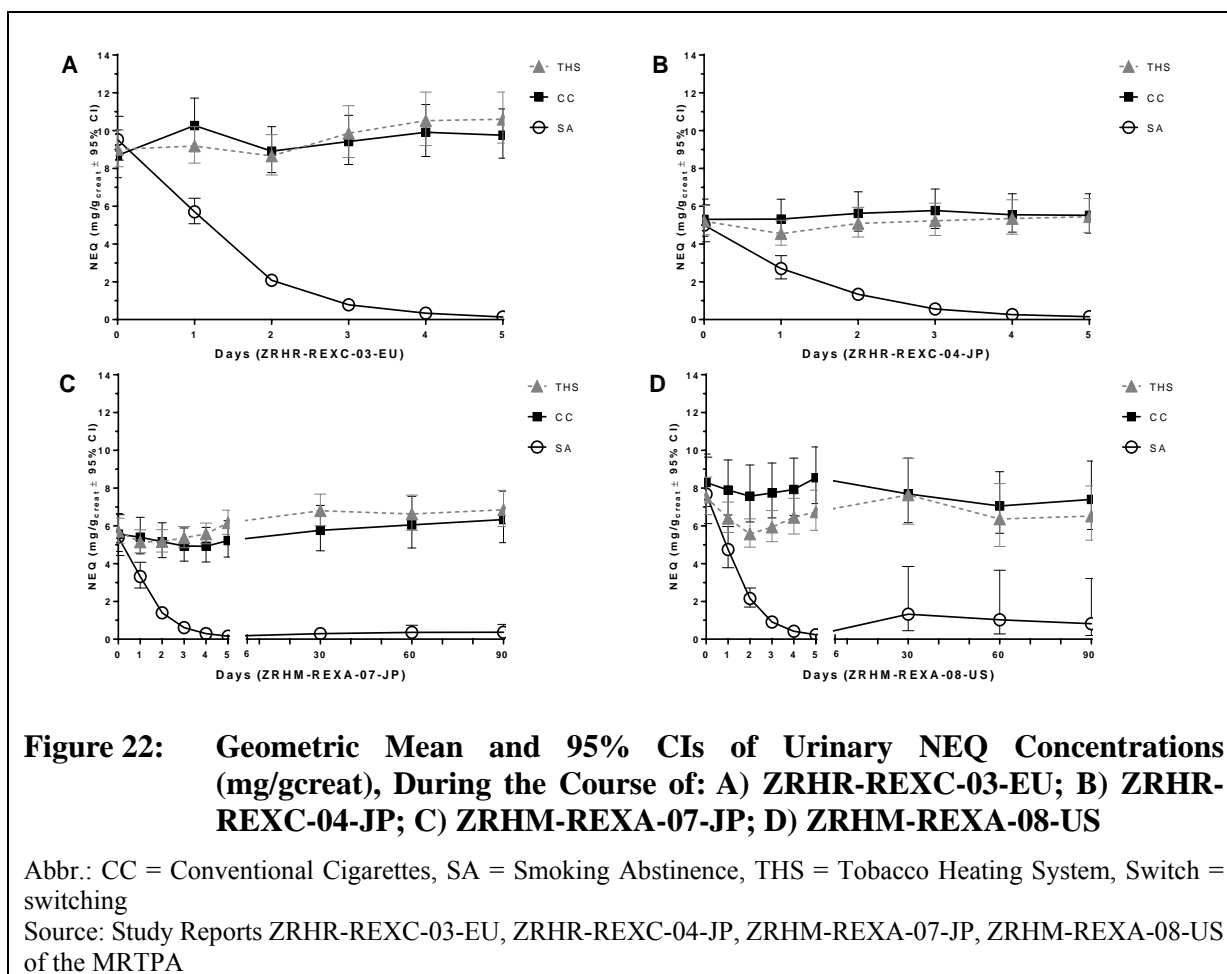 A
THS
CC
SA
NEQ (mg/gcreat ± 95% CI)
14
12
10
8
6
4
2
0
0 1 2 3 4 5
Days (ZRHR-REXC-03-EU)
B
THS
CC
SA
NEQ (mg/gcreat ± 95% CI)
14
12
10
8
6
4
2
0
0 1 2 3 4 5
Days (ZRHR-REXC-04-JP)
C
THS
CC
SA
NEQ (mg/gcreat ± 95% CI)
14
12
10
8
6
4
2
0
0 1 2 3 4 5 6 30 60 90
Days (ZRHM-REXA-07-JP)
D
THS
CC
SA
NEQ (mg/gcreat ± 95% CI)
14
12
10
8
6
4
2
0
0 1 2 3 4 5 6 30 60 90
Days (ZRHM-REXA-08-US)
Figure 22: Geometric Mean and 95% CIs of Urinary NEQ Concentrations
(mg/gcreat), During the Course of: A) ZRHR-REXC-03-EU; B) ZRHR-
REXC-04-JP; C) ZRHM-REXA-07-JP; D) ZRHM-REXA-08-US
Abbr.: CC = Conventional Cigarettes, SA = Smoking Abstinence, THS = Tobacco Heating System, Switch =
switching
Source: Study Reports ZRHR-REXC-03-EU, ZRHR-REXC-04-JP, ZRHM-REXA-07-JP, ZRHM-REXA-08-US
of the MRTPA